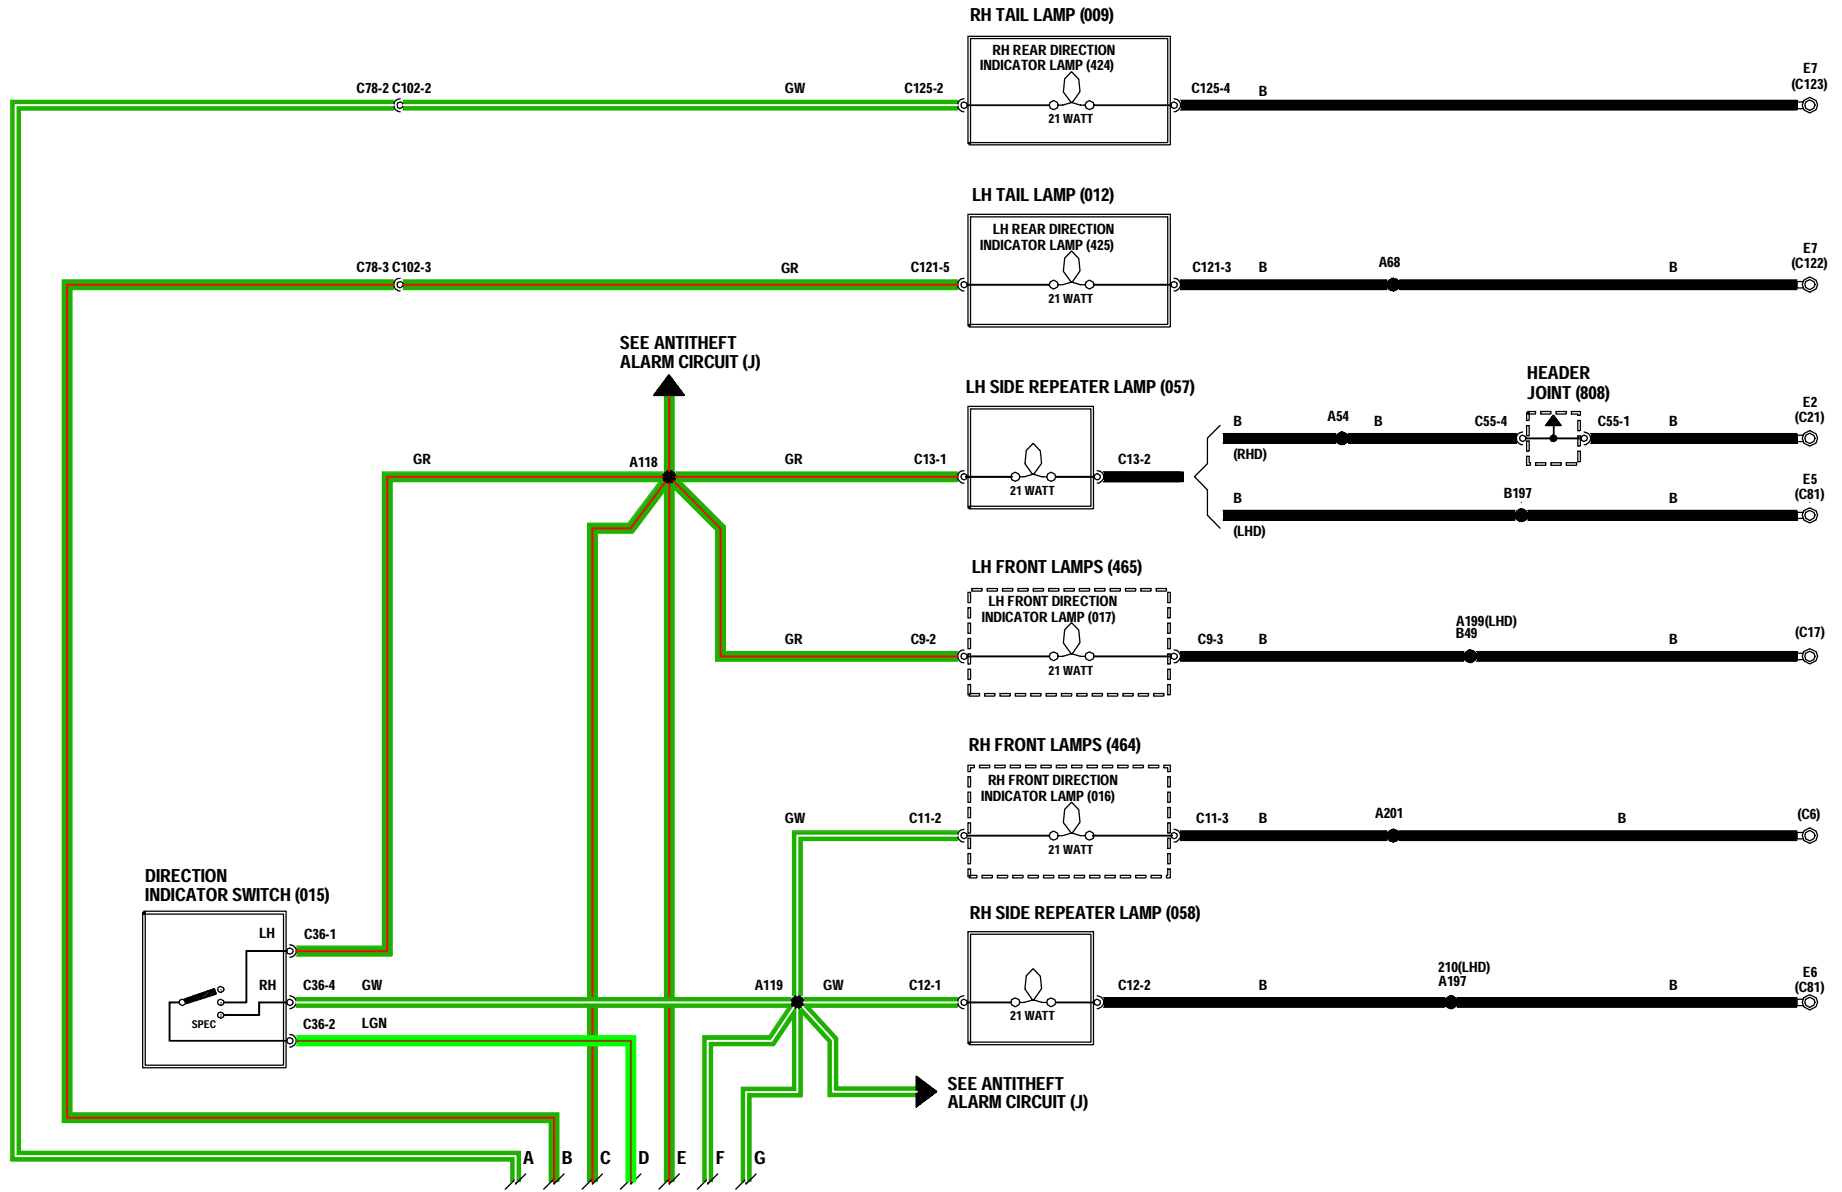 RH TAIL LAMP (009)
RH REAR DIRECTION
INDICATOR LAMP (424)
C78-2 C102-2
GW
C125-2
21 WATT
C125-4
B
E7
(C123)
LH TAIL LAMP (012)
LH REAR DIRECTION
INDICATOR LAMP (425)
C78-3 C102-3
GR
C121-5
21 WATT
C121-3
B
A68
B
E7
(C122)
SEE ANTITHEFT
ALARM CIRCUIT (J)
LH SIDE REPEATER LAMP (057)
GR
A118
GR
C13-1
21 WATT
C13-2
B
(RHD)
A54
B
C55-4
HEADER
JOINT (808)
C55-1
B
E2
(C21)
B
(LHD)
B197
B
E5
(C81)
LH FRONT LAMPS (465)
LH FRONT DIRECTION
INDICATOR LAMP (017)
GR
C9-2
21 WATT
C9-3
B
A199(LHD)
B49
B
(C17)
RH FRONT LAMPS (464)
RH FRONT DIRECTION
INDICATOR LAMP (016)
GW
C11-2
21 WATT
C11-3
B
A201
B
(C6)
DIRECTION
INDICATOR SWITCH (015)
LH
C36-1
RH
C36-4
GW
SPEC
C36-2
LGN
RH SIDE REPEATER LAMP (058)
A119
GW
C12-1
21 WATT
C12-2
B
210(LHD)
A197
B
E6
(C81)
SEE ANTITHEFT
ALARM CIRCUIT (J)
A B C D E F G